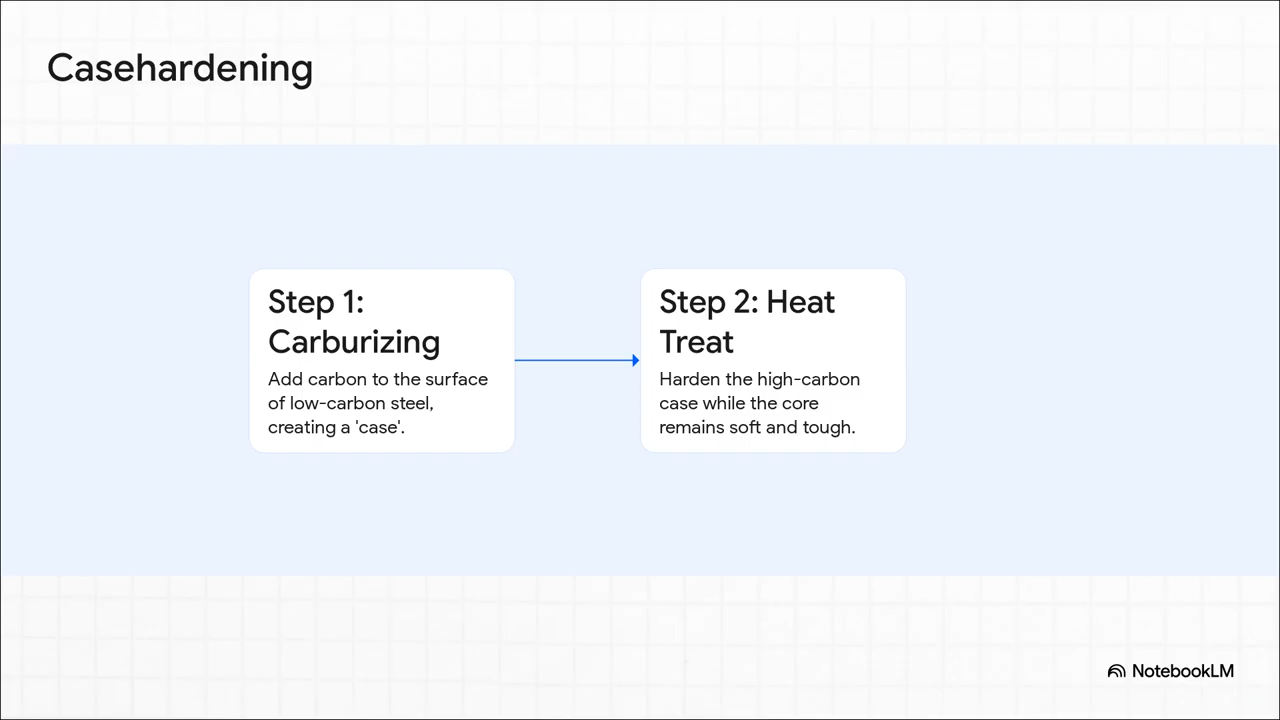 Casehardening
Step 1:
Carburizing
Add carbon to the surface
of low-carbon steel,
creating a 'case'.
Step 2: Heat
Treat
Harden the high-carbon
case while the core
remains soft and tough.
NotebookLM